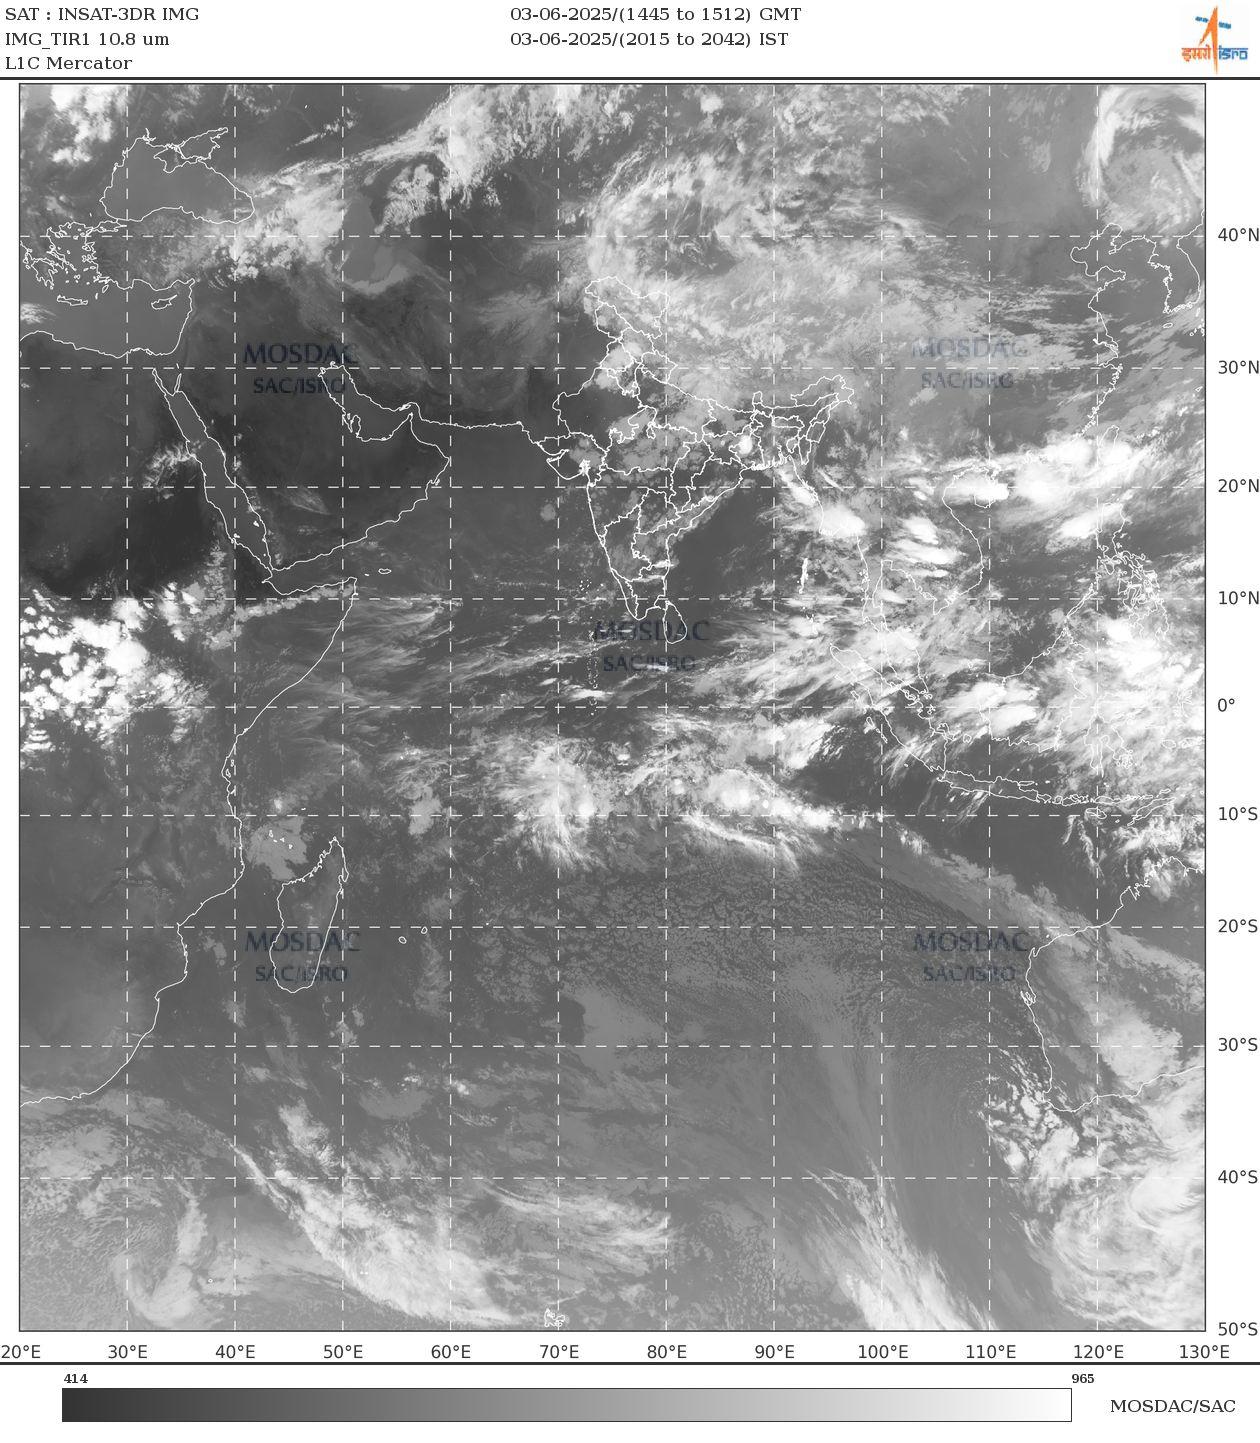 SAT : INSAT-3DR IMG
03-06-2025/(1445 to 1512) GMT
IMG_TIR1 10.8 um
03-06-2025/(2015 to 2042) IST
L1C Mercator
इसरो isro
40°N
MOSDAC
SAC/ISRO
MOSDAC
SAC/ISRO
30°N
20°N
10°N
MOSDAC
SAC/ISRO
0°
10°S
20°S
MOSDAC
SAC/ISRO
MOSDAC
SAC/ISRO
30°S
40°S
50°S
20°E 30°E 40°E 50°E 60°E 70°E 80°E 90°E 100°E 110°E 120°E 130°E
414
965
MOSDAC/SAC